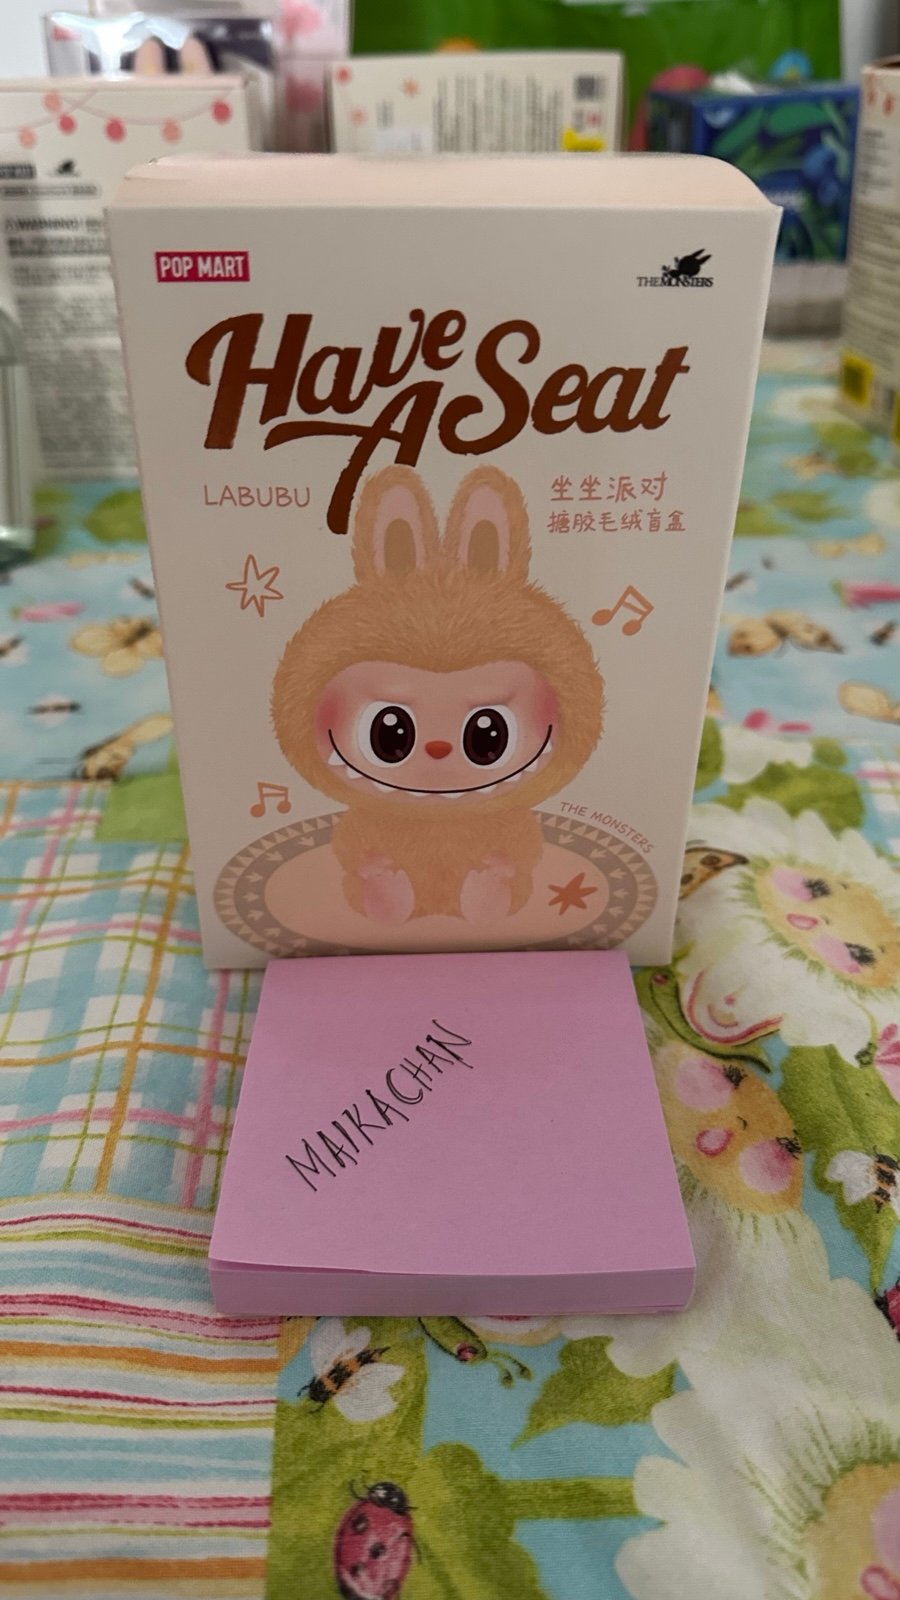 POP MART
THE MONSTERS
Have
A Seat
LABUBU
坐坐派对
搪胶毛绒盲盒
THE MONSTERS
MAIKACHAN
WARNING!